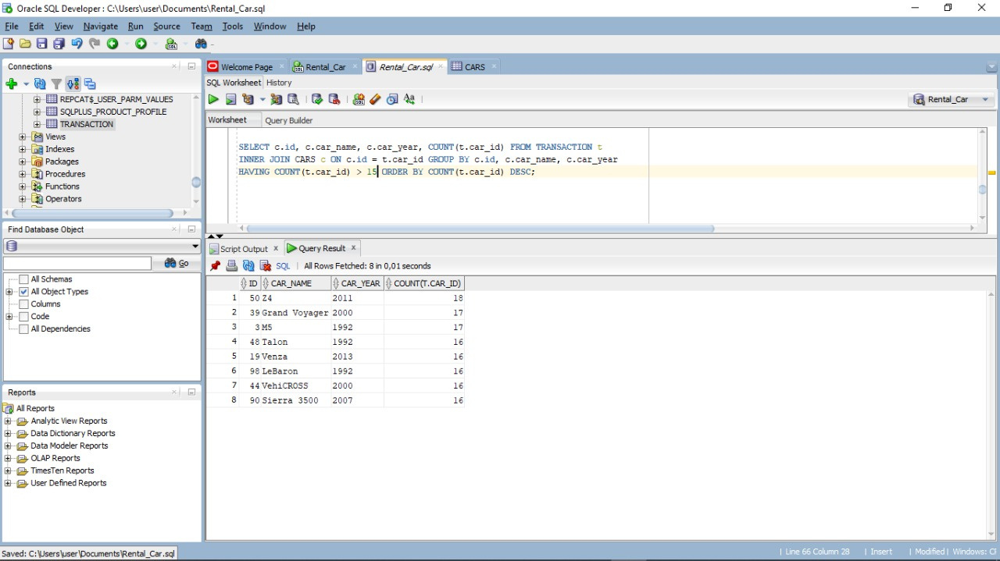 Oracle SQL Developer : C:\Users\user\Documents\Rental_Car.sql
File Edit View Navigate Run Source Team Tools Window Help
Connections
REPCAT$_USER_PARM_VALUES
SQLPLUS_PRODUCT_PROFILE
TRANSACTION
Views
Indexes
Packages
Procedures
Functions
Operators
Find Database Object
Go
All Schemas
All Object Types
Columns
Code
All Dependencies
Reports
All Reports
Analytic View Reports
Data Dictionary Reports
Data Modeler Reports
OLAP Reports
TimesTen Reports
User Defined Reports
Welcome Page Rental_Car Rental_Car.sql CARS
SQL Worksheet History
Rental_Car
Worksheet Query Builder
SELECT c.id, c.car_name, c.car_year, COUNT(t.car_id) FROM TRANSACTION t
INNER JOIN CARS c ON c.id = t.car_id GROUP BY c.id, c.car_name, c.car_year
HAVING COUNT(t.car_id) > 15 ORDER BY COUNT(t.car_id) DESC;
Script Output x Query Result x
SQL | All Rows Fetched: 8 in 0,01 seconds
ID CAR_NAME CAR_YEAR COUNT(T.CAR_ID)
1 50 Z4 2011 18
2 39 Grand Voyager 2000 17
3 3 M5 1992 17
4 48 Talon 1992 16
5 19 Venza 2013 16
6 98 LeBaron 1992 16
7 44 VehiCROSS 2000 16
8 90 Sierra 3500 2007 16
Saved: C:\Users\user\Documents\Rental_Car.sql
| Line 66 Column 28 | Insert | Modified | Windows: Cl